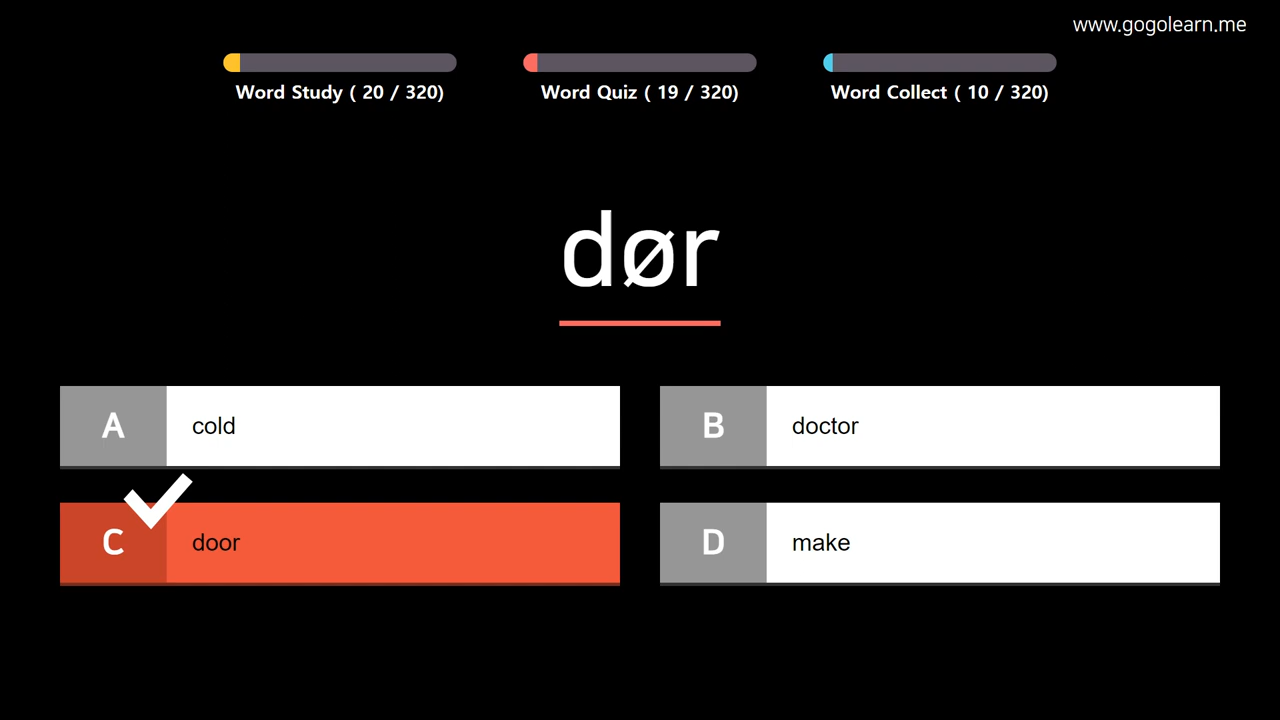 www.gogolearn.me
Word Study ( 20 / 320)
Word Quiz ( 19 / 320)
Word Collect ( 10 / 320)
dør
A cold
B doctor
C door
D make